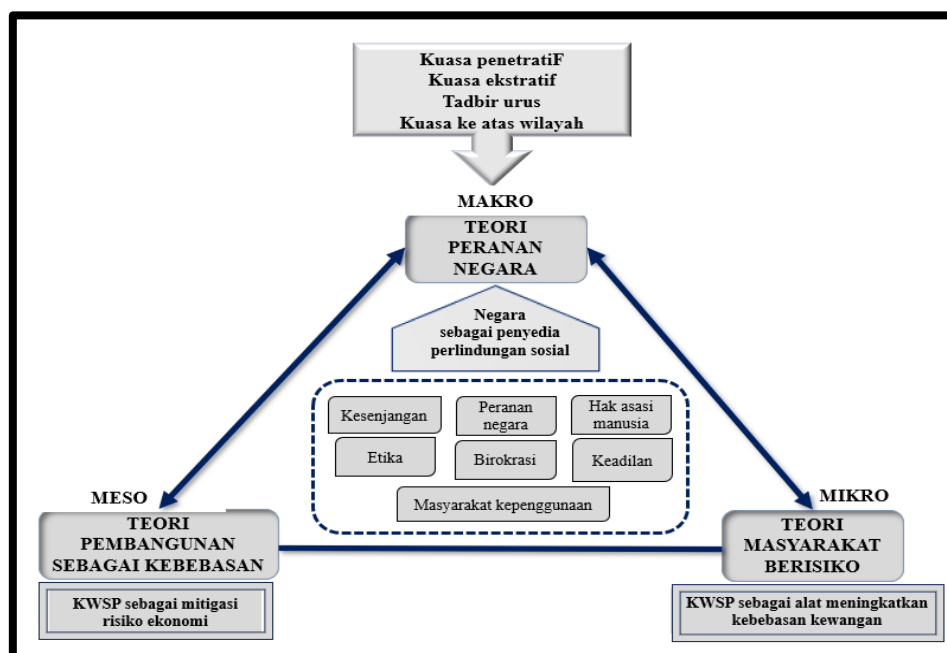 Kuasa penetratiF
Kuasa ekstratif
Tadbir urus
Kuasa ke atas wilayah
MAKRO
TEORI
PERANAN
NEGARA
Negara
sebagai penyedia
perlindungan sosial
Kesenjangan
Peranan
negara
Hak asasi
manusia
Etika
Birokrasi
Keadilan
Masyarakat kepenggunaan
MESO
TEORI
PEMBANGUNAN
SEBAGAI KEBEBASAN
KWSP sebagai mitigasi
risiko ekonomi
MIKRO
TEORI
MASYARAKAT
BERISIKO
KWSP sebagai alat meningkatkan
kebebasan kewangan